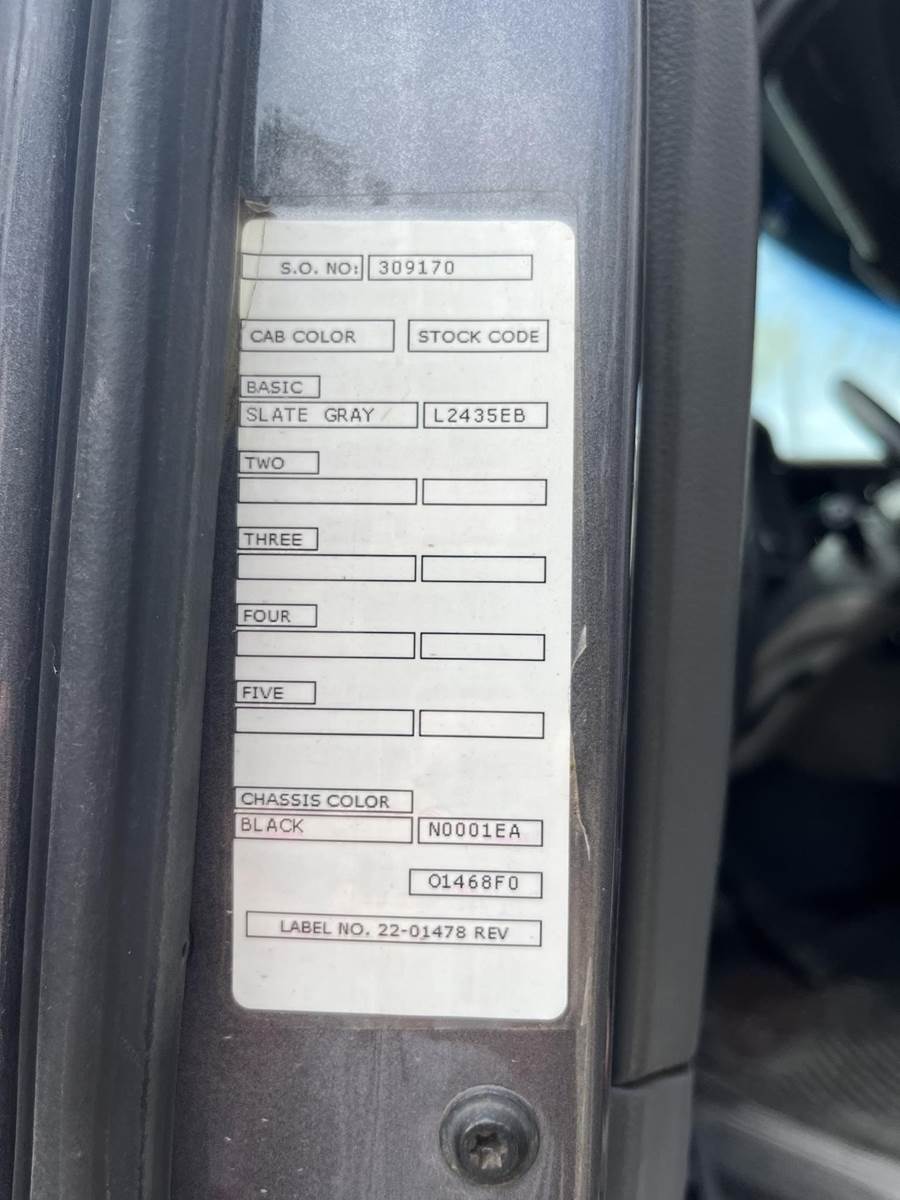 S.O. NO: 309170
CAB COLOR STOCK CODE
BASIC
SLATE GRAY L2435EB
TWO
THREE
FOUR
FIVE
CHASSIS COLOR
BLACK N0001EA
01468F0
LABEL NO. 22-01478 REV